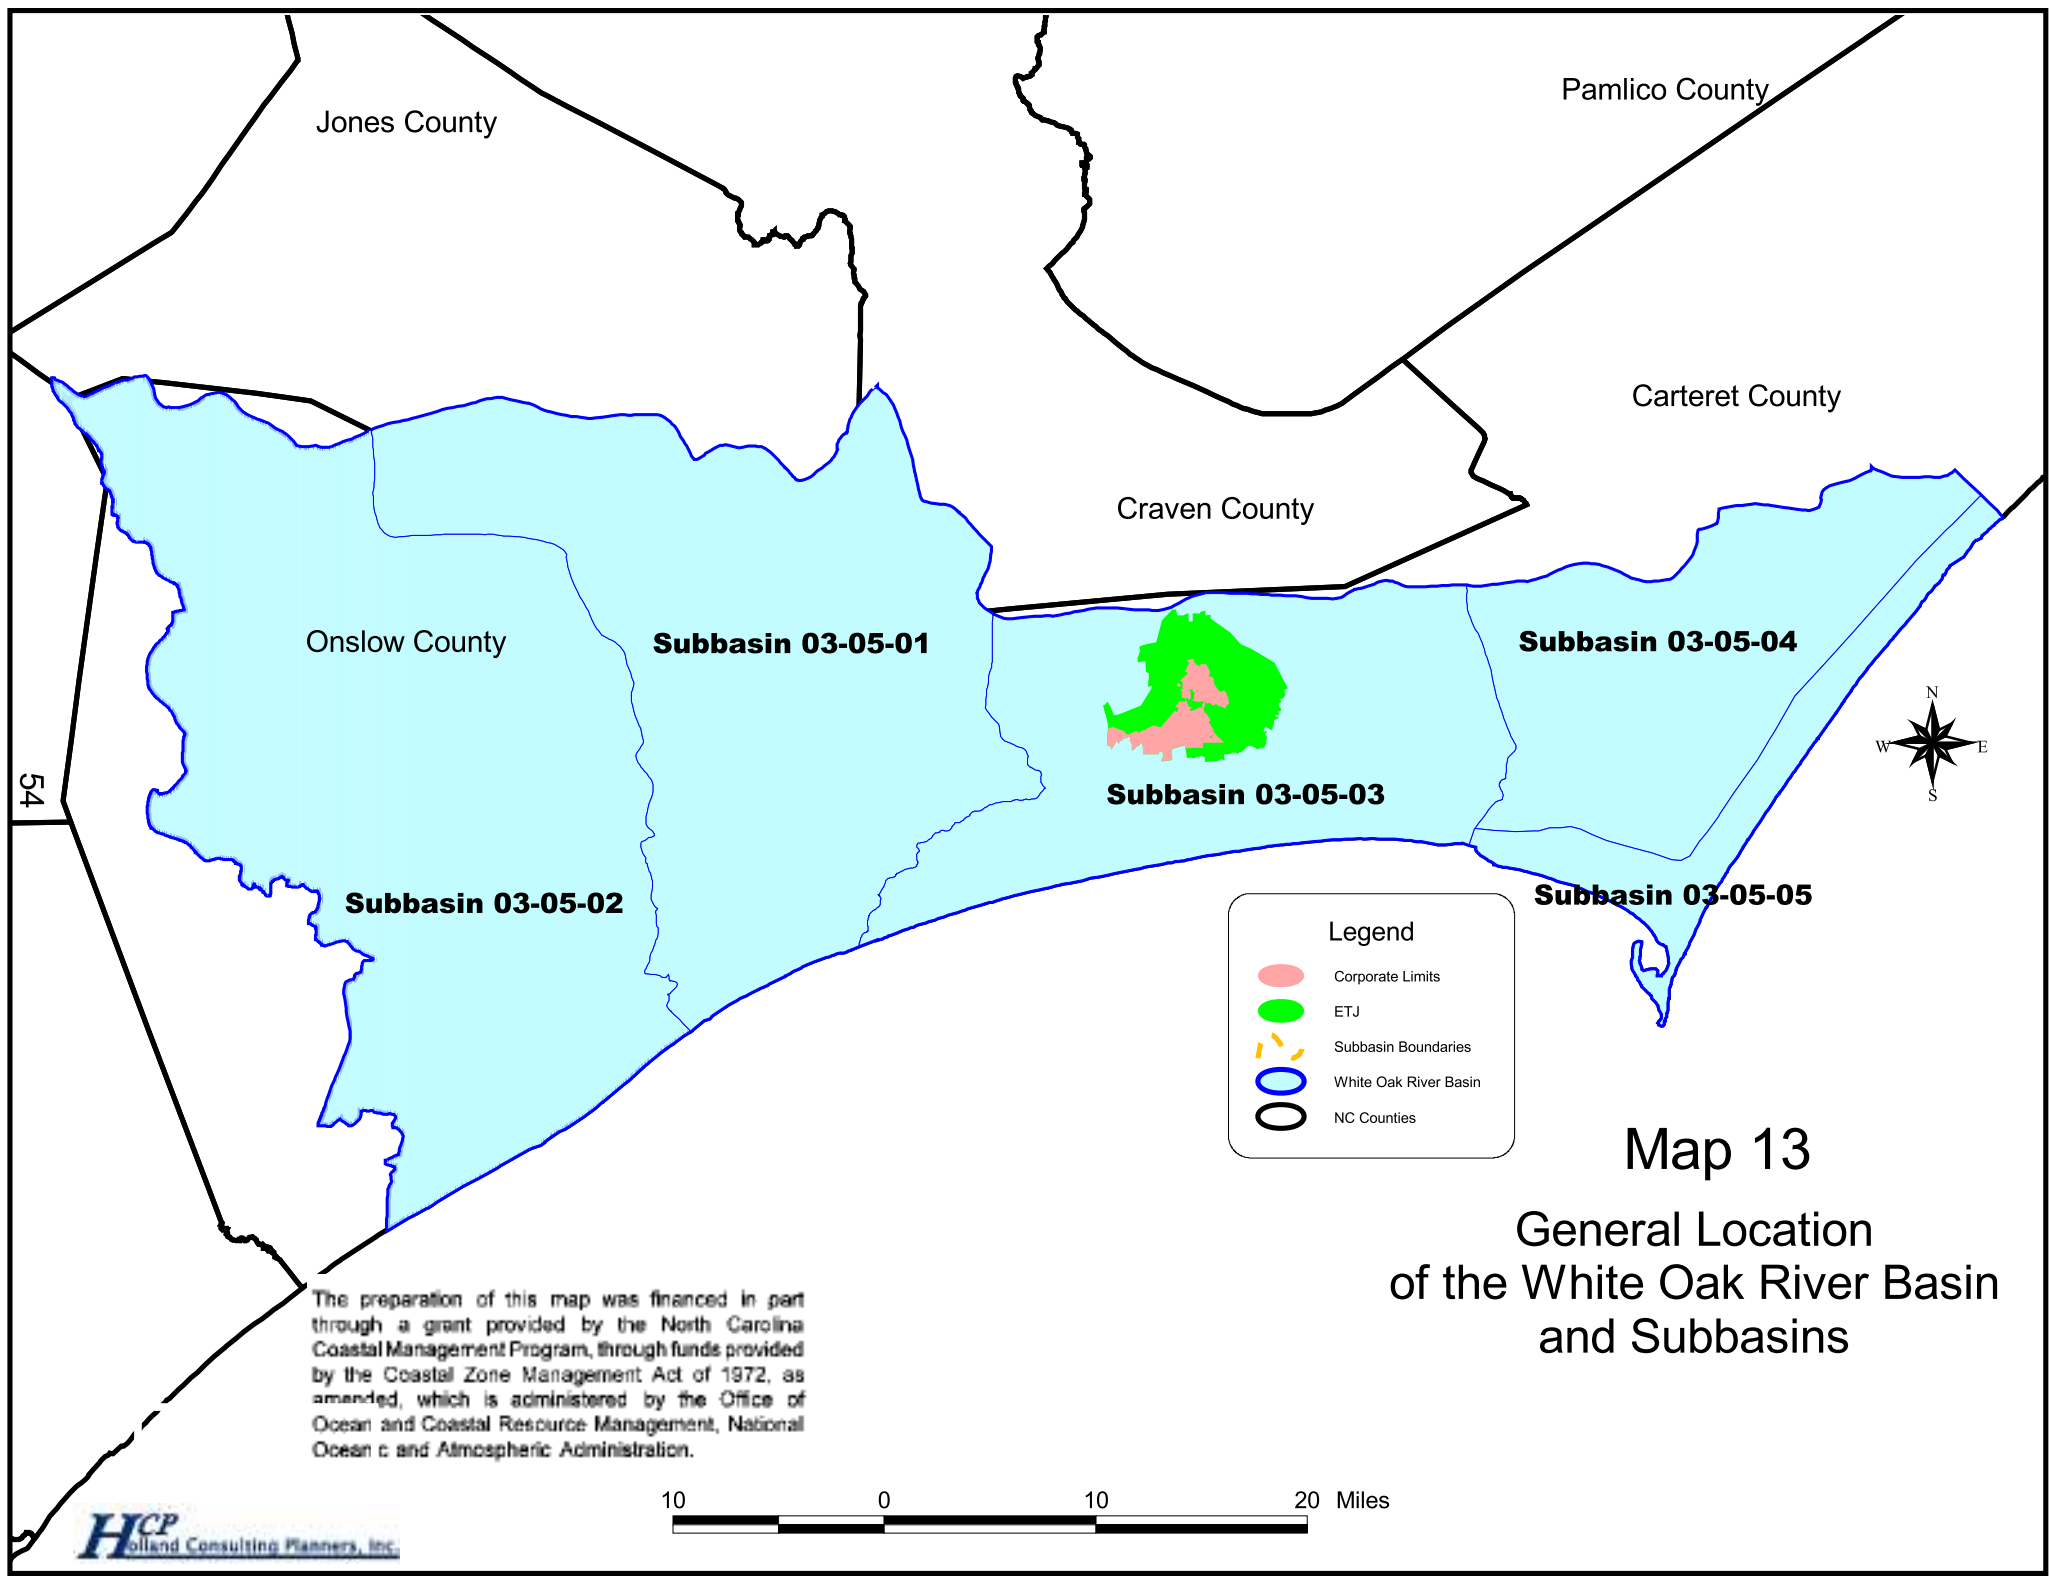 Jones County
Pamlico County
Carteret County
Craven County
Onslow County
Subbasin 03-05-01
Subbasin 03-05-04
N
W
E
S
54
Subbasin 03-05-03
Subbasin 03-05-02
Subbasin 03-05-05
Legend
Corporate Limits
ETJ
Subbasin Boundaries
White Oak River Basin
NC Counties
Map 13
General Location
of the White Oak River Basin
and Subbasins
The preparation of this map was financed in part
through a grant provided by the North Carolina
Coastal Management Program, through funds provided
by the Coastal Zone Management Act of 1972, as
amended, which is administered by the Office of
Ocean and Coastal Resource Management, National
Ocean c and Atmospheric Administration.
10 0 10 20 Miles
HCP
Holland Consulting Planners, Inc.